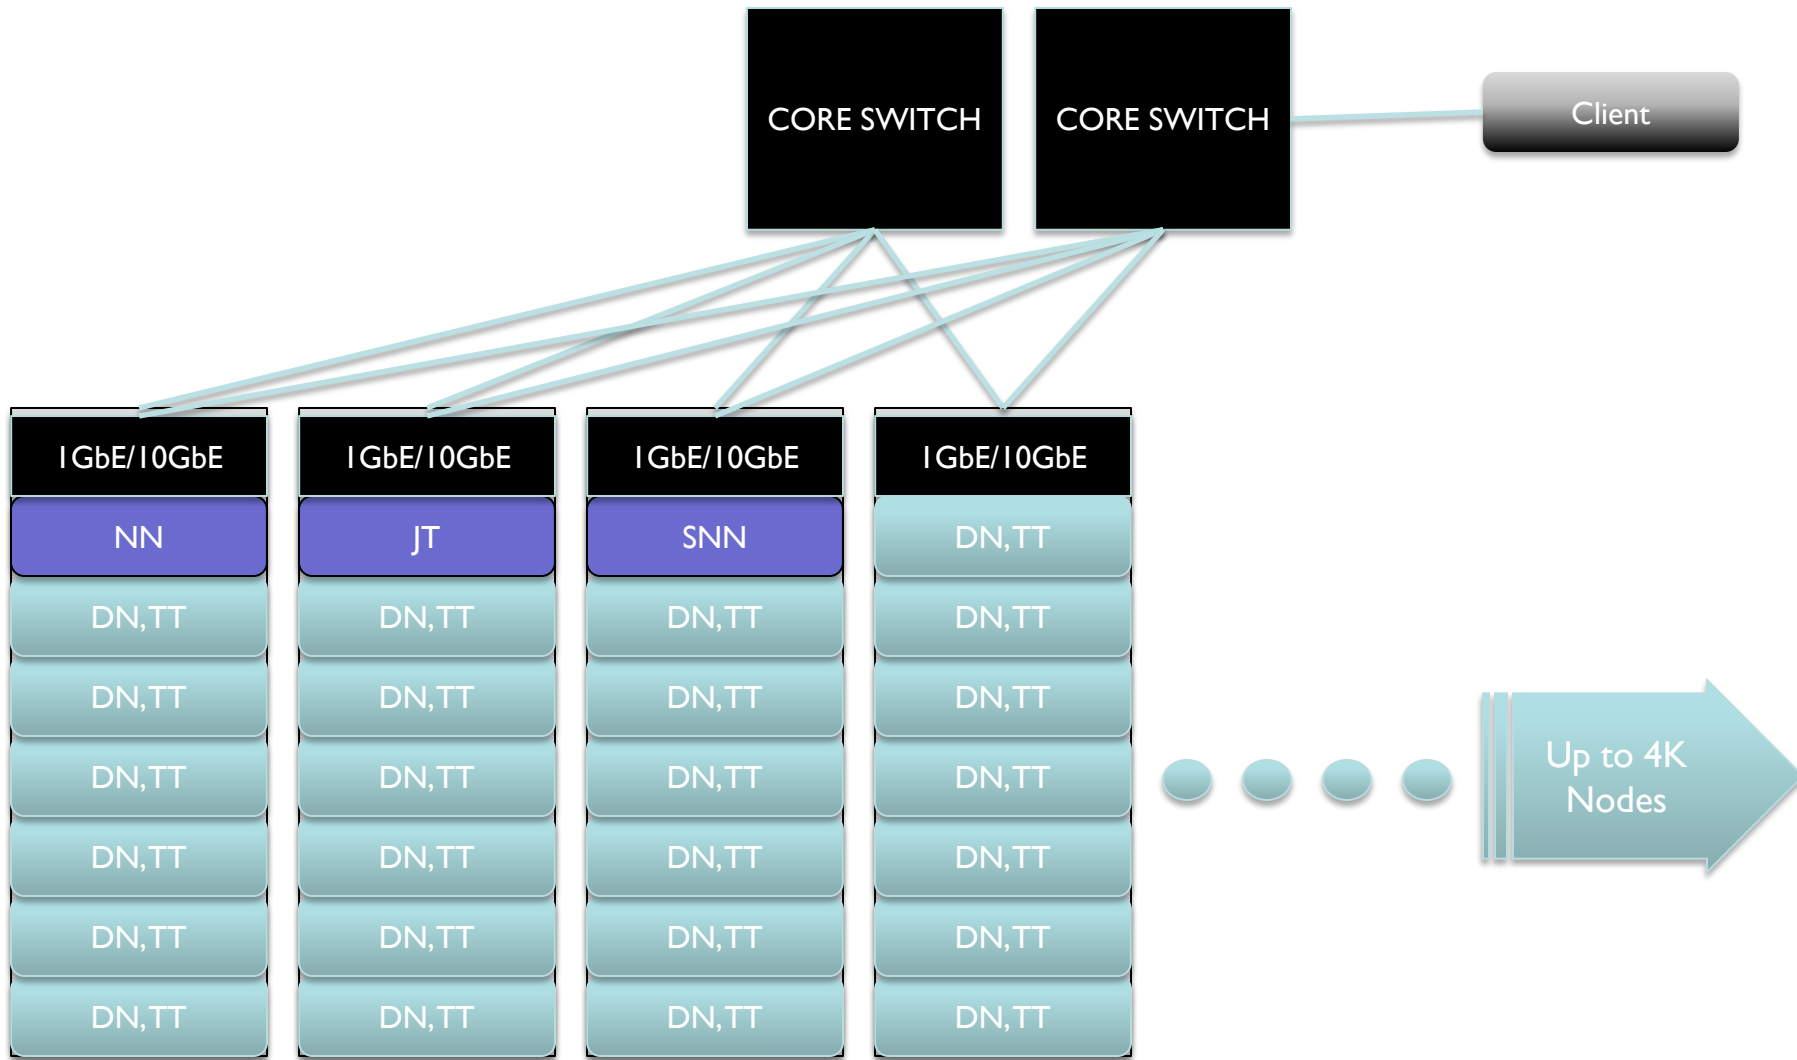 CORE SWITCH
CORE SWITCH
Client
1GbE/10GbE
1GbE/10GbE
1GbE/10GbE
1GbE/10GbE
NN
JT
SNN
DN,TT
DN,TT
DN,TT
DN,TT
DN,TT
DN,TT
DN,TT
DN,TT
DN,TT
DN,TT
DN,TT
DN,TT
DN,TT
Up to 4K
Nodes
DN,TT
DN,TT
DN,TT
DN,TT
DN,TT
DN,TT
DN,TT
DN,TT
DN,TT
DN,TT
DN,TT
DN,TT